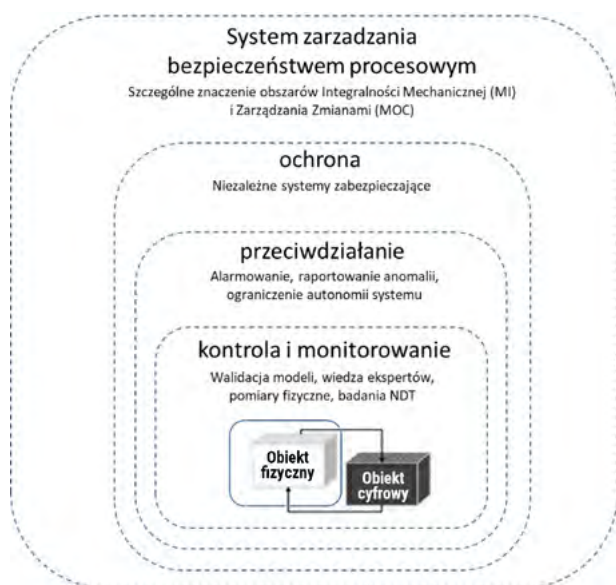 System zarzadzania
bezpieczeństwem procesowym
Szczególne znaczenie obszarów Integralności Mechanicznej (MI)
i Zarządzania Zmianami (MOC)
ochrona
Niezależne systemy zabezpieczające
przeciwdziałanie
Alarmowanie, raportowanie anomalii,
ograniczenie autonomii systemu
kontrola i monitorowanie
Walidacja modeli, wiedza ekspertów,
pomiary fizyczne, badania NDT
Obiekt
fizyczny
Obiekt
cyfrowy